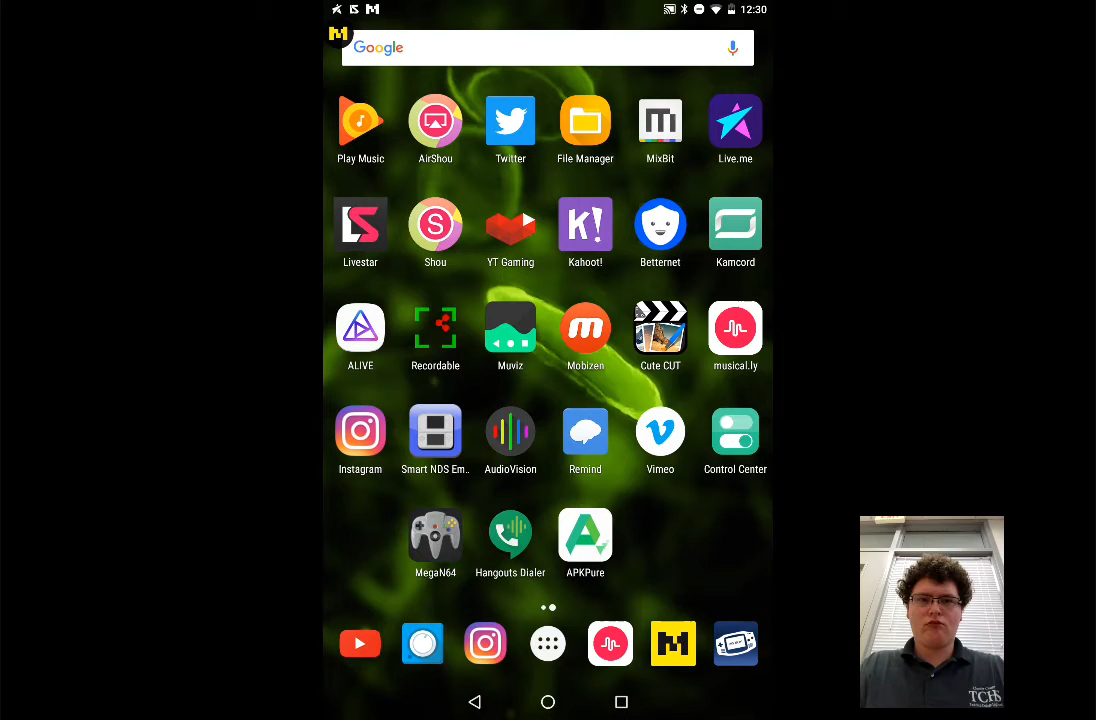 12:30
Google
Play Music
AirShou
Twitter
File Manager
MixBit
Live.me
Livestar
Shou
YT Gaming
Kahoot!
Betternet
Kamcord
ALIVE
Recordable
Muviz
Mobizen
Cute CUT
musical.ly
Instagram
Smart NDS Em..
AudioVision
Remind
Vimeo
Control Center
MegaN64
Hangouts Dialer
APKPure
TCHS